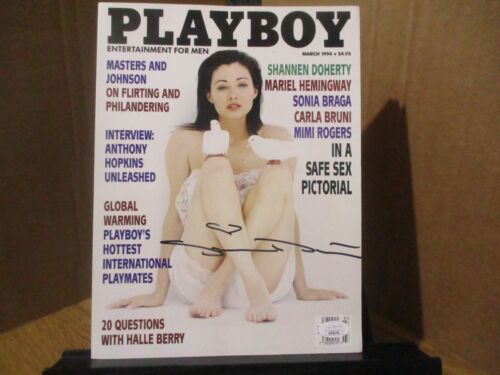 PLAYBOY
ENTERTAINMENT FOR MEN
MARCH 1994 • $4.95
MASTERS AND
JOHNSON
ON FLIRTING AND
PHILANDERING
INTERVIEW:
ANTHONY
HOPKINS
UNLEASHED
GLOBAL
WARMING
PLAYBOY'S
HOTTEST
INTERNATIONAL
PLAYMATES
20 QUESTIONS
WITH HALLE BERRY
SHANNEN DOHERTY
MARIEL HEMINGWAY
SONIA BRAGA
CARLA BRUNI
MIMI ROGERS
IN A
SAFE SEX
PICTORIAL